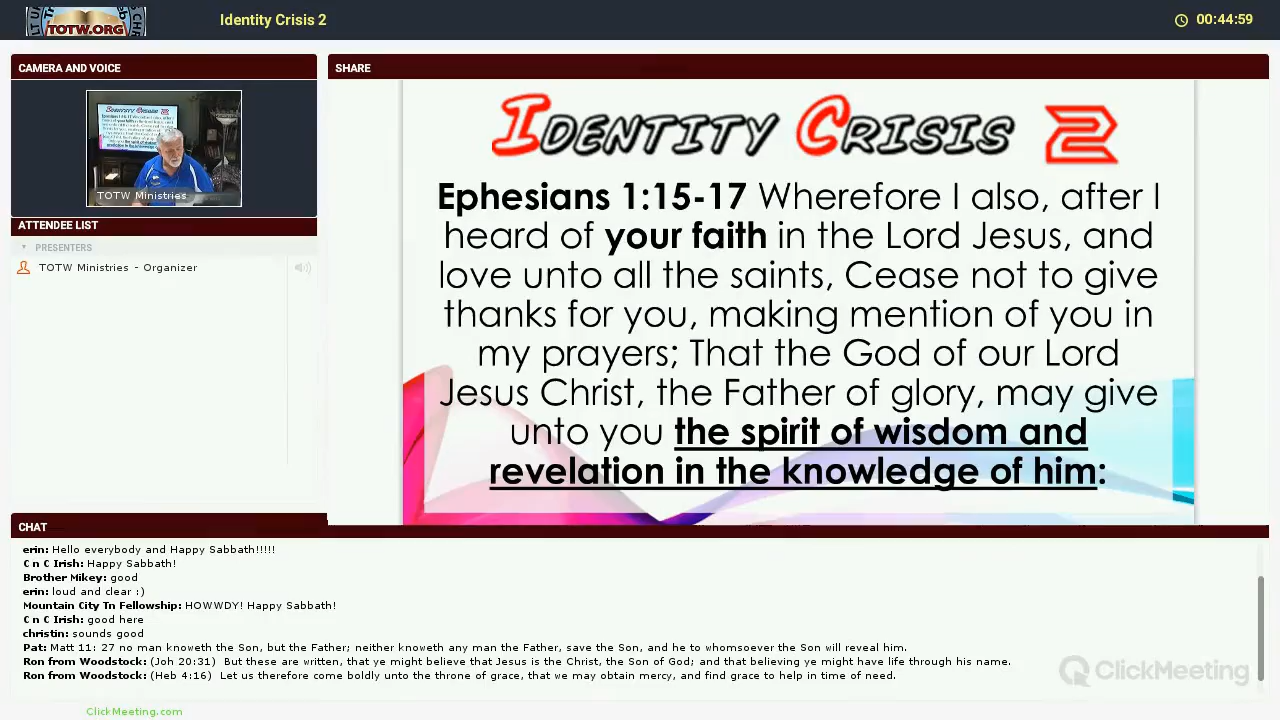 TOTW.ORG
Identity Crisis 2
00:44:59
CAMERA AND VOICE
TOTW Ministries
ATTENDEE LIST
PRESENTERS
TOTW Ministries - Organizer
SHARE
IDENTITY CRISIS 2
Ephesians 1:15-17 Wherefore I also, after I
heard of your faith in the Lord Jesus, and
love unto all the saints, Cease not to give
thanks for you, making mention of you in
my prayers; That the God of our Lord
Jesus Christ, the Father of glory, may give
unto you the spirit of wisdom and
revelation in the knowledge of him:
CHAT
erin: Hello everybody and Happy Sabbath!!!!!
C n C Irish: Happy Sabbath!
Brother Mikey: good
erin: loud and clear :)
Mountain City Tn Fellowship: HOWWDY! Happy Sabbath!
C n C Irish: good here
christin: sounds good
Pat: Matt 11: 27 no man knoweth the Son, but the Father; neither knoweth any man the Father, save the Son, and he to whomsoever the Son will reveal him.
Ron from Woodstock: (Joh 20:31) But these are written, that ye might believe that Jesus is the Christ, the Son of God; and that believing ye might have life through his name.
Ron from Woodstock: (Heb 4:16) Let us therefore come boldly unto the throne of grace, that we may obtain mercy, and find grace to help in time of need.
ClickMeeting
ClickMeeting.com